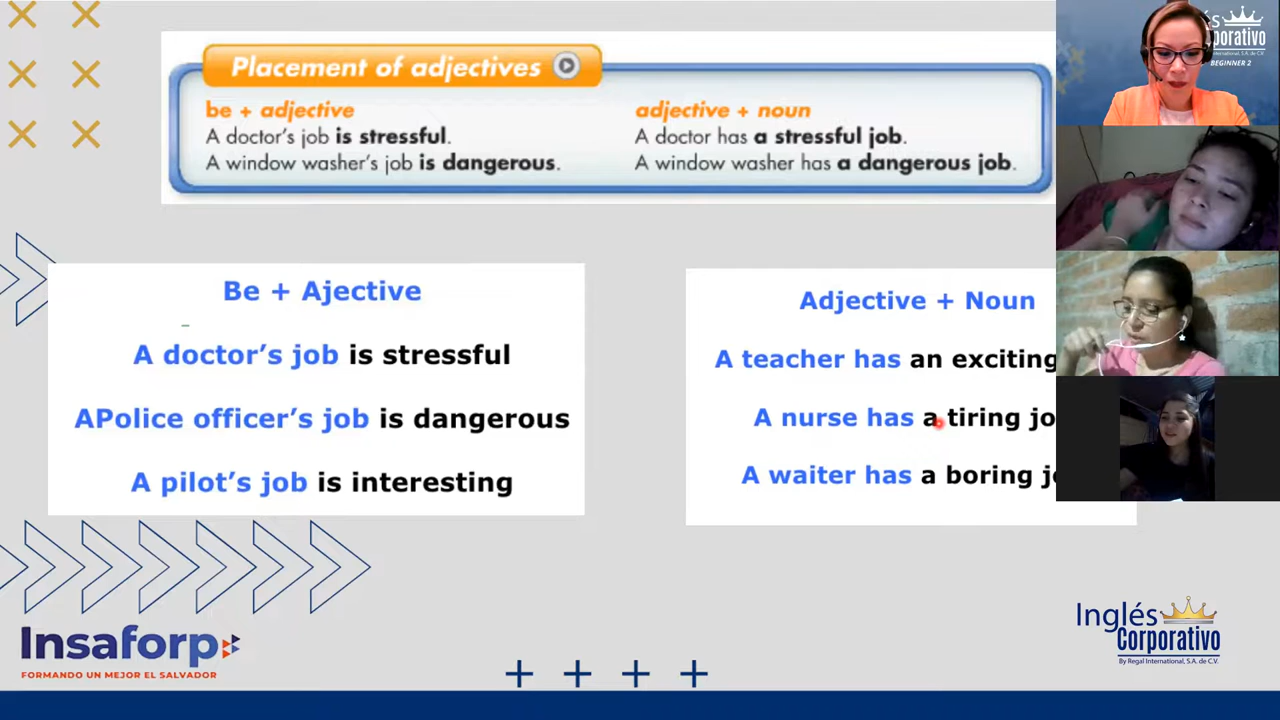 Placement of adjectives
be + adjective
A doctor's job is stressful.
A window washer's job is dangerous.
adjective + noun
A doctor has a stressful job.
A window washer has a dangerous job.
Be + Ajective
A doctor's job is stressful
APolice officer's job is dangerous
A pilot's job is interesting
Adjective + Noun
A teacher has an exciting
A nurse has a tiring jo
A waiter has a boring j
Insaforp
FORMANDO UN MEJOR EL SALVADOR
Inglés
Corporativo
By Regal International, S.A. de C.V.
BEGINNER 2